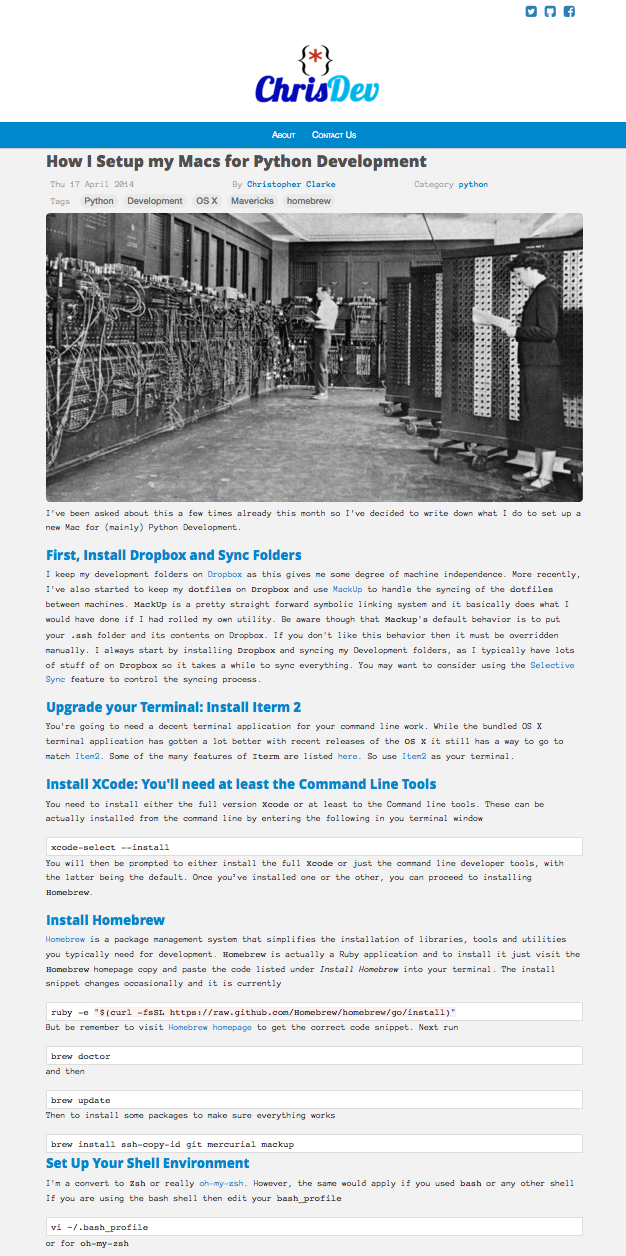 {*}
ChrisDev
About Contact Us
How I Setup my Macs for Python Development
Thu 17 April 2014 By Christopher Clarke Category python
Tags Python Development OS X Mavericks homebrew
I've been asked about this a few times already this month so I've decided to write down what I do to set up a
new Mac for (mainly) Python Development.
First, Install Dropbox and Sync Folders
I keep my development folders on Dropbox as this gives me some degree of machine independence. More recently,
I've also started to keep my dotfiles on Dropbox and use MackUp to handle the syncing of the dotfiles
between machines. MackUp is a pretty straight forward symbolic linking system and it basically does what I
would have done if I had rolled my own utility. Be aware though that Mackup's default behavior is to put
your .ssh folder and its contents on Dropbox. If you don't like this behavior then it must be overridden
manually. I always start by installing Dropbox and syncing my Development folders, as I typically have lots
of stuff of on Dropbox so it takes a while to sync everything. You may want to consider using the Selective
Sync feature to control the syncing process.
Upgrade your Terminal: Install Iterm 2
You're going to need a decent terminal application for your command line work. While the bundled OS X
terminal application has gotten a lot better with recent releases of the OS X it still has a way to go to
match Item2. Some of the many features of Iterm are listed here. So use Item2 as your terminal.
Install XCode: You'll need at least the Command Line Tools
You need to install either the full version Xcode or at least to the Command line tools. These can be
actually installed from the command line by entering the following in you terminal window
xcode-select --install
You will then be prompted to either install the full Xcode or just the command line developer tools, with
the latter being the default. Once you've installed one or the other, you can proceed to installing
Homebrew.
Install Homebrew
Homebrew is a package management system that simplifies the installation of libraries, tools and utilities
you typically need for development. Homebrew is actually a Ruby application and to install it just visit the
Homebrew homepage copy and paste the code listed under Install Homebrew into your terminal. The install
snippet changes occasionally and it is currently
ruby -e "$(curl -fsSL https://raw.github.com/Homebrew/homebrew/go/install)"
But be remember to visit Homebrew homepage to get the correct code snippet. Next run
brew doctor
and then
brew update
Then to install some packages to make sure everything works
brew install ssh-copy-id git mercurial mackup
Set Up Your Shell Environment
I'm a convert to Zsh or really oh-my-zsh. However, the same would apply if you used bash or any other shell
If you are using the bash shell then edit your bash_profile
vi ~/.bash_profile
or for oh-my-zsh